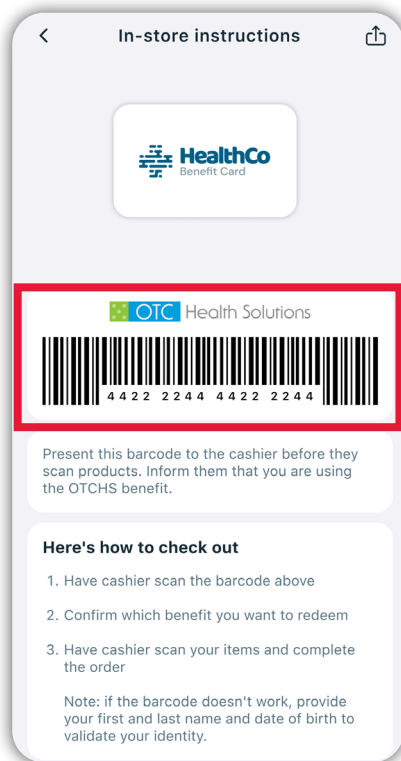 In-store instructions
HealthCo
Benefit Card
OTC Health Solutions
4422 2244 4422 2244
Present this barcode to the cashier before they
scan products. Inform them that you are using
the OTCHS benefit.
Here's how to check out
1. Have cashier scan the barcode above
2. Confirm which benefit you want to redeem
3. Have cashier scan your items and complete
the order
Note: if the barcode doesn't work, provide
your first and last name and date of birth to
validate your identity.